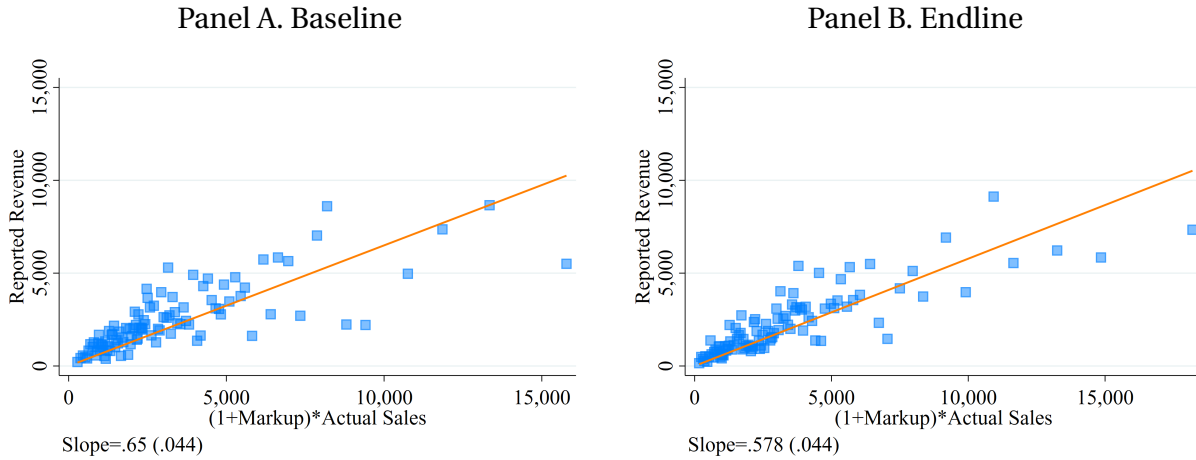 Panel A. Baseline
Reported Revenue
15,000
10,000
5,000
0
0 5,000 10,000 15,000
(1+Markup)*Actual Sales
Slope=.65 (.044)
Panel B. Endline
Reported Revenue
15,000
10,000
5,000
0
0 5,000 10,000 15,000
(1+Markup)*Actual Sales
Slope=.578 (.044)